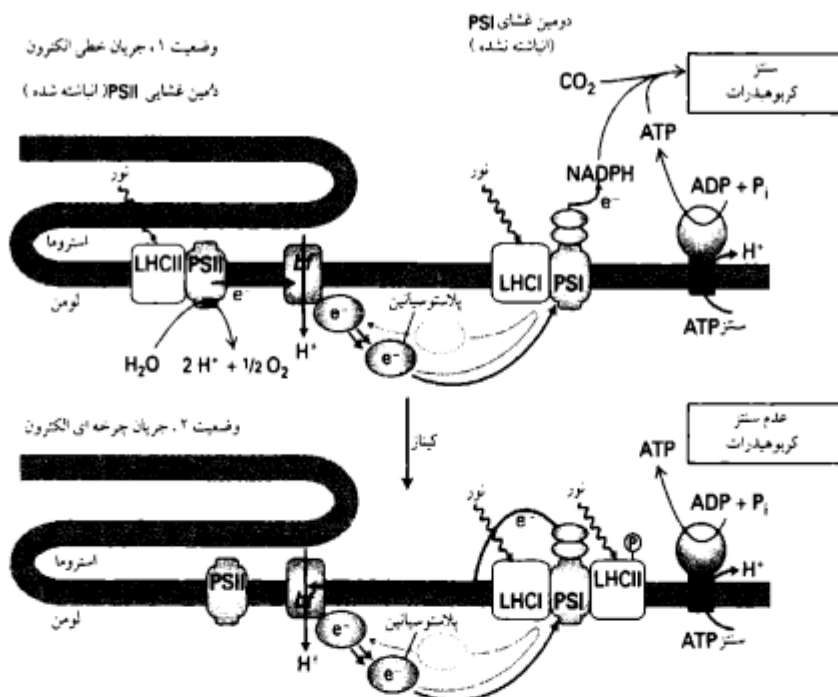 وضعیت ۱ ، جریان خطی الکترون
دمین غشایی PSII( انباشته شده )
دومین غشای PSI
(انباشته نشده )
سنتز
کربوهیدرات
CO₂
ATP
NADPH
e⁻
ADP + Pᵢ
نور
نور
استروما
LHCII
PSII
bf
LHCI
PSI
H⁺
لومن
e⁻
پلاستوسیانین
e⁻
e⁻
سنتز ATP
H₂O
2 H⁺ + 1/2 O₂
H⁺
وضعیت ۲ ، جریان چرخه ای الکترون
کیناز
عدم سنتز
کربوهیدرات
ATP
نور
نور
e⁻
P
ADP + Pᵢ
استروما
PSII
bf
LHCI
PSI
LHCII
H⁺
لومن
پلاستوسیانین
e⁻
e⁻
سنتز ATP
H⁺